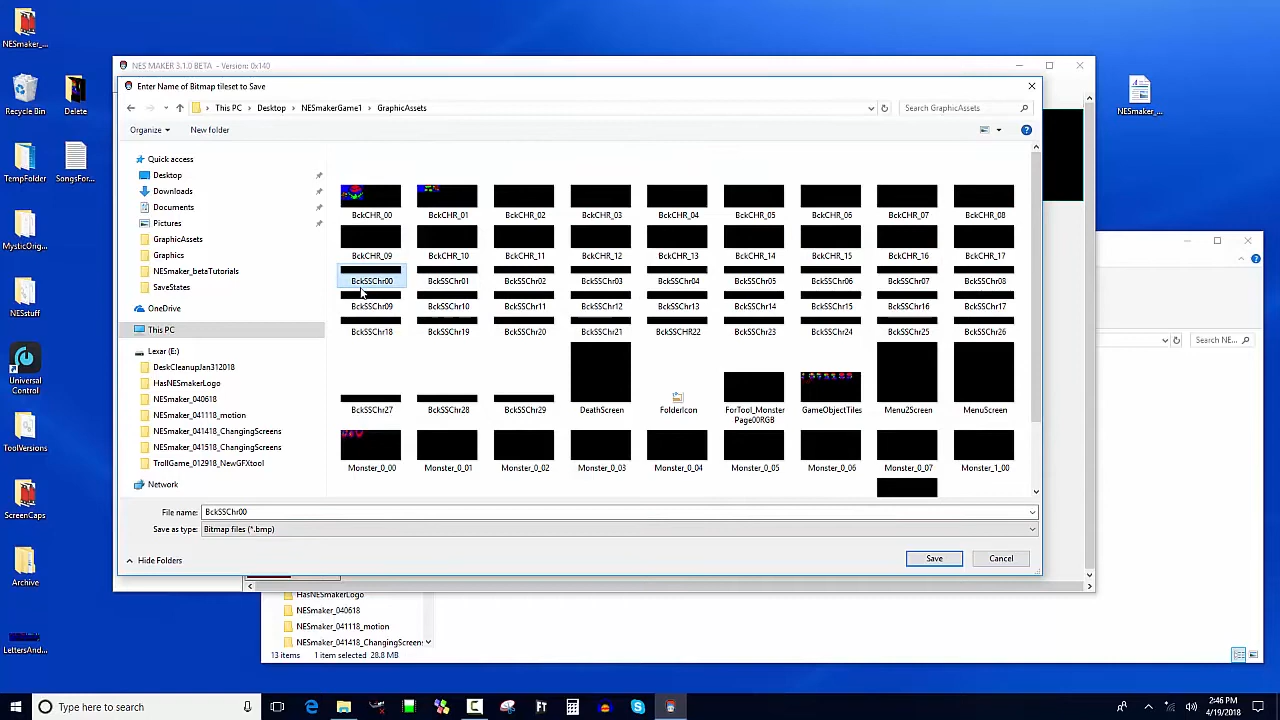 NESmaker_...
Recycle Bin
Delete
TempFolder
SongsFor...
MysticOrig...
NESstuff
Universal
Control
ToolVersions
ScreenCaps
Archive
LettersAnd...
NESmaker_...
NES MAKER 3.1.0 BETA - Version: 0x140
Enter Name of Bitmap tileset to Save
This PC > Desktop > NESmakerGame1 > GraphicAssets
Search GraphicAssets
Organize
New folder
Quick access
Desktop
Downloads
Documents
Pictures
GraphicAssets
Graphics
NESmaker_betaTutorials
SaveStates
OneDrive
This PC
Lexar (E:)
DeskCleanupJan312018
HasNESmakerLogo
NESmaker_040618
NESmaker_041118_motion
NESmaker_041418_ChangingScreens
NESmaker_041518_ChangingScreens
TrollGame_012918_NewGFXtool
Network
BckCHR_00 BckCHR_01 BckCHR_02 BckCHR_03 BckCHR_04 BckCHR_05 BckCHR_06 BckCHR_07 BckCHR_08
BckCHR_09 BckCHR_10 BckCHR_11 BckCHR_12 BckCHR_13 BckCHR_14 BckCHR_15 BckCHR_16 BckCHR_17
BckSSChr00 BckSSChr01 BckSSChr02 BckSSChr03 BckSSChr04 BckSSChr05 BckSSChr06 BckSSChr07 BckSSChr08
BckSSChr09 BckSSChr10 BckSSChr11 BckSSChr12 BckSSChr13 BckSSChr14 BckSSChr15 BckSSChr16 BckSSChr17
BckSSChr18 BckSSChr19 BckSSChr20 BckSSChr21 BckSSCHR22 BckSSChr23 BckSSChr24 BckSSChr25 BckSSChr26
BckSSChr27 BckSSChr28 BckSSChr29 DeathScreen FolderIcon ForTool_Monster
Page00RGB GameObjectTiles Menu2Screen MenuScreen
Monster_0_00 Monster_0_01 Monster_0_02 Monster_0_03 Monster_0_04 Monster_0_05 Monster_0_06 Monster_0_07 Monster_1_00
File name: BckSSChr00
Save as type: Bitmap files (*.bmp)
Hide Folders
Save
Cancel
Search NE...
HasNESmakerLogo
NESmaker_040618
NESmaker_041118_motion
NESmaker_041418_ChangingScreens
13 items 1 item selected 28.8 MB
Type here to search
2:46 PM
4/19/2018